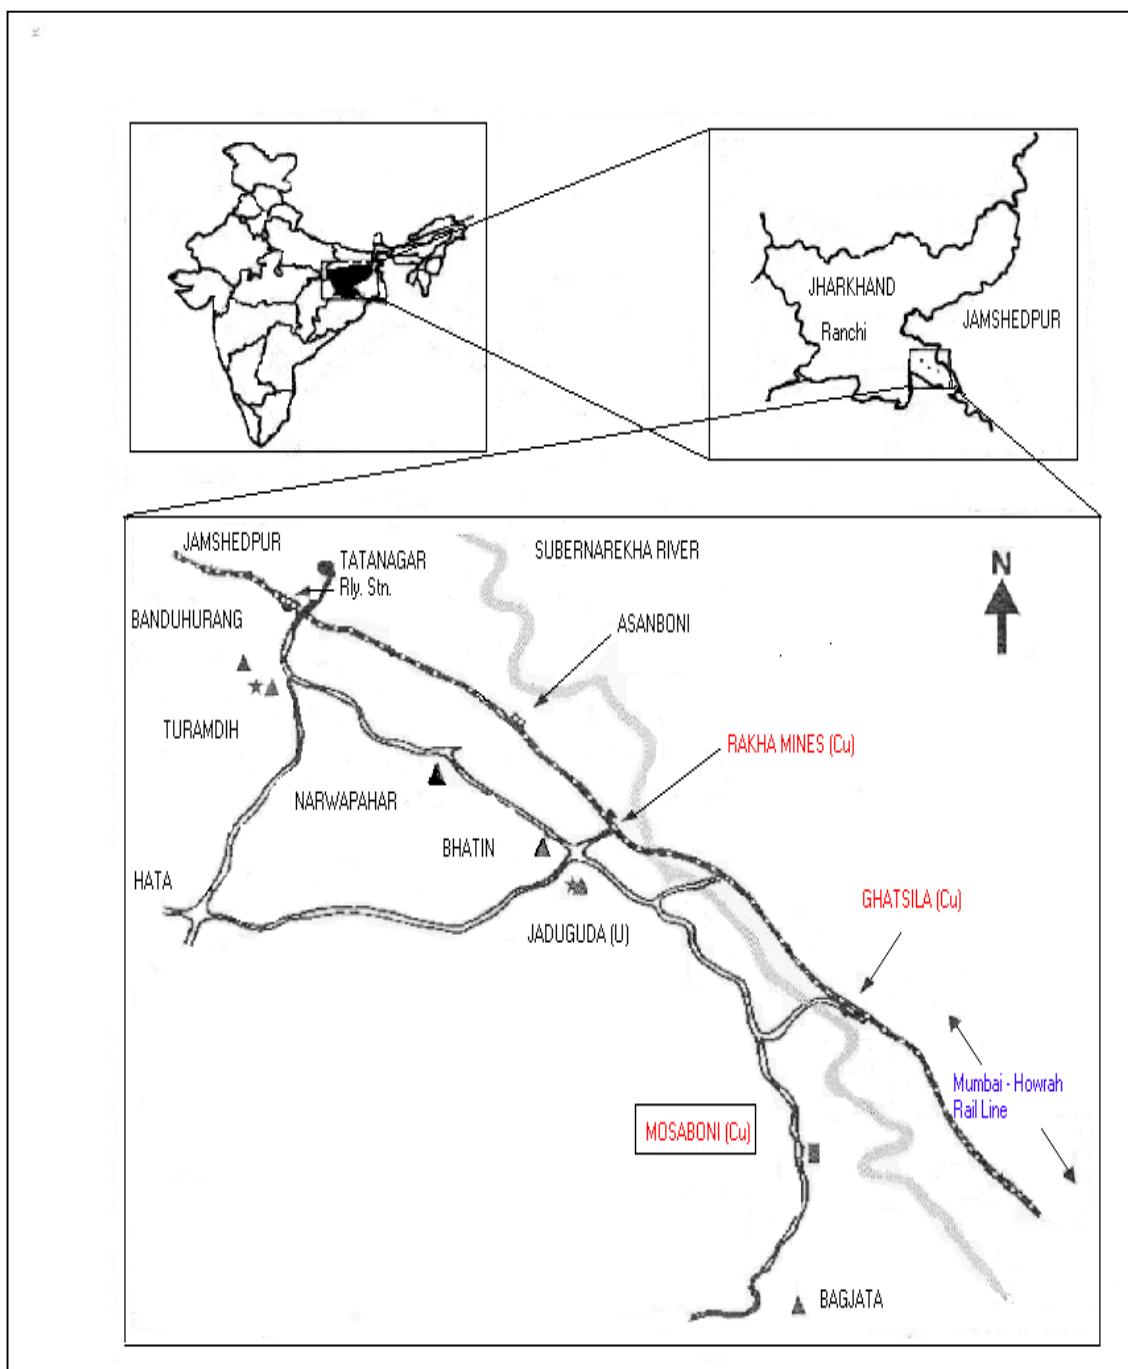 JHARKHAND
Ranchi
JAMSHEDPUR
JAMSHEDPUR
TATANAGAR
Rly. Stn.
SUBERNAREKHA RIVER
N
BANDUHURANG
ASANBONI
TURAMDIH
RAKHA MINES (Cu)
NARWAPAHAR
BHATIN
HATA
GHATSILA (Cu)
JADUGUDA (U)
Mumbai - Howrah
Rail Line
MOSABONI (Cu)
BAGJATA